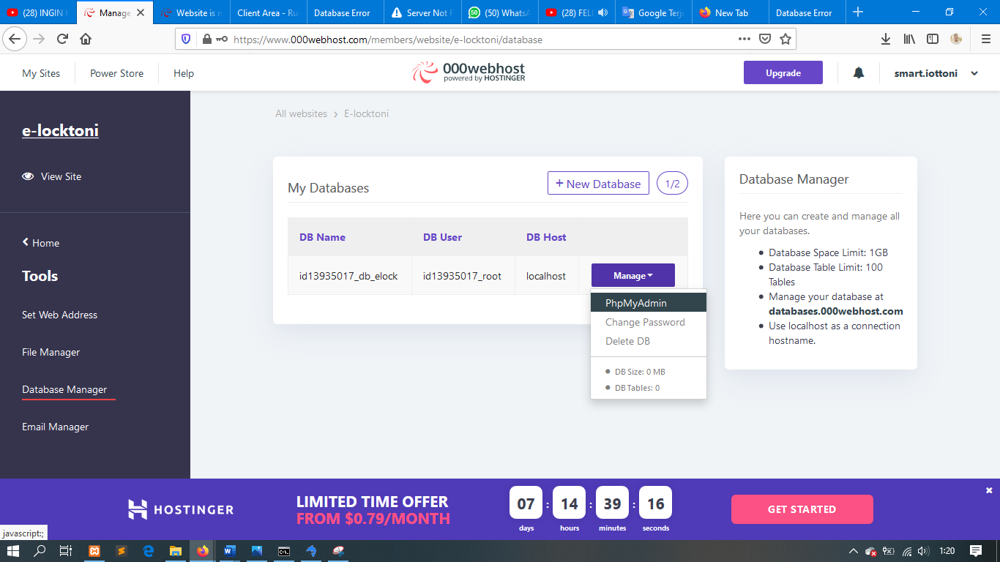 (28) INGIN
Manage
Website is n
Client Area - Ru
Database Error
Server Not F
(50) Whats
(28) FEL
Google Terj
New Tab
Database Error
https://www.000webhost.com/members/website/e-locktoni/database
My Sites
Power Store
Help
000webhost
powered by HOSTINGER
Upgrade
smart.iottoni
e-locktoni
View Site
Home
Tools
Set Web Address
File Manager
Database Manager
Email Manager
All websites > E-locktoni
My Databases
+ New Database
1/2
DB Name DB User DB Host
id13935017_db_elock id13935017_root localhost Manage
PhpMyAdmin
Change Password
Delete DB
• DB Size: 0 MB
• DB Tables: 0
Database Manager
Here you can create and manage all
your databases.
• Database Space Limit: 1GB
• Database Table Limit: 100
Tables
• Manage your database at
databases.000webhost.com
• Use localhost as a connection
hostname.
HOSTINGER
LIMITED TIME OFFER
FROM $0.79/MONTH
07 : 14 : 39 : 16
days hours minutes seconds
GET STARTED
javascript:;
1:20